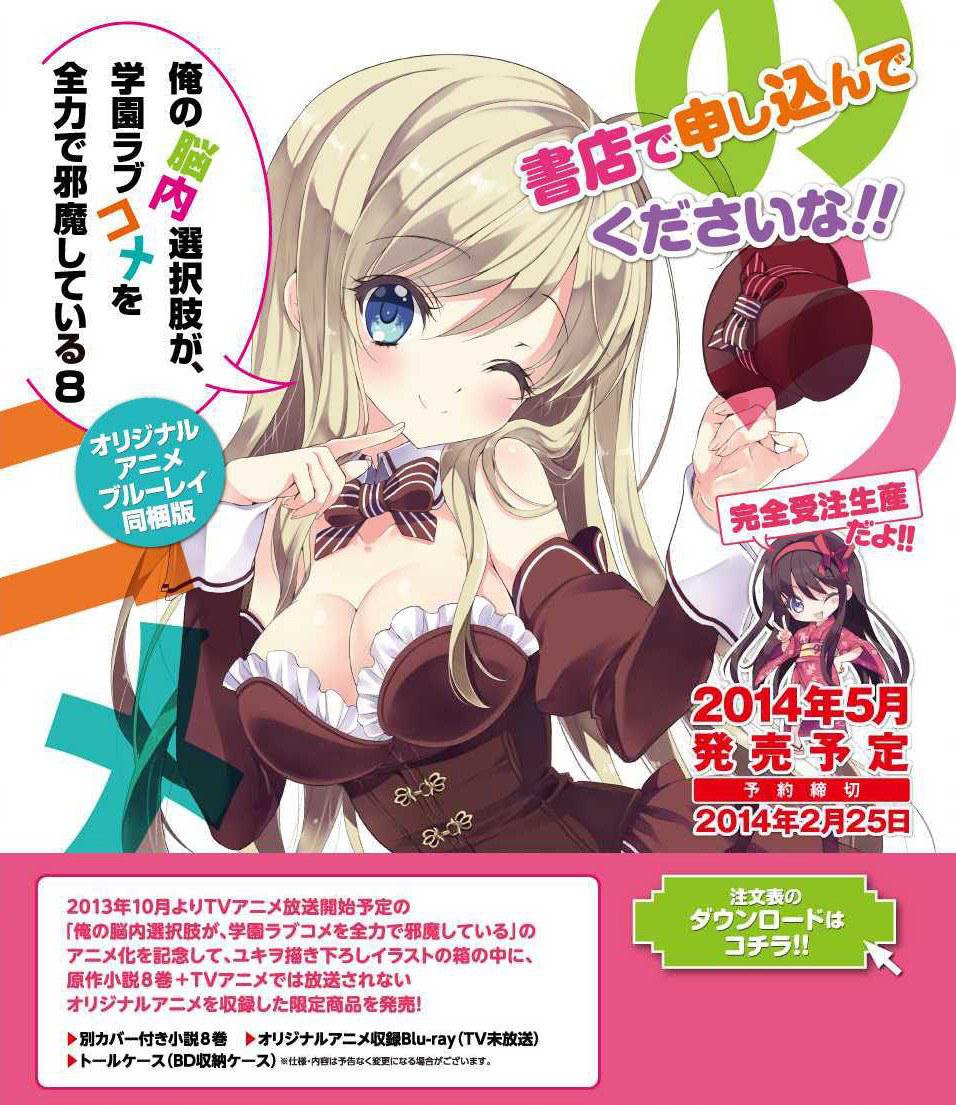 俺の脳内選択肢が、
学園ラブコメを
全力で邪魔している8
オリジナル
アニメ
ブルーレイ
同梱版
のうコメ
書店で申し込んで
くださいな!!
完全受注生産
だよ!!
2014年5月
発売予定
予約締切
2014年2月25日
2013年10月よりTVアニメ放送開始予定の
「俺の脳内選択肢が、学園ラブコメを全力で邪魔している」の
アニメ化を記念して、ユキヲ描き下ろしイラストの箱の中に、
原作小説8巻+TVアニメでは放送されない
オリジナルアニメを収録した限定商品を発売!
▶別カバー付き小説8巻 ▶オリジナルアニメ収録Blu-ray(TV未放送)
▶トールケース(BD収納ケース) ※仕様・内容は予告なく変更になる場合がございます。
注文表の
ダウンロードは
コチラ!!